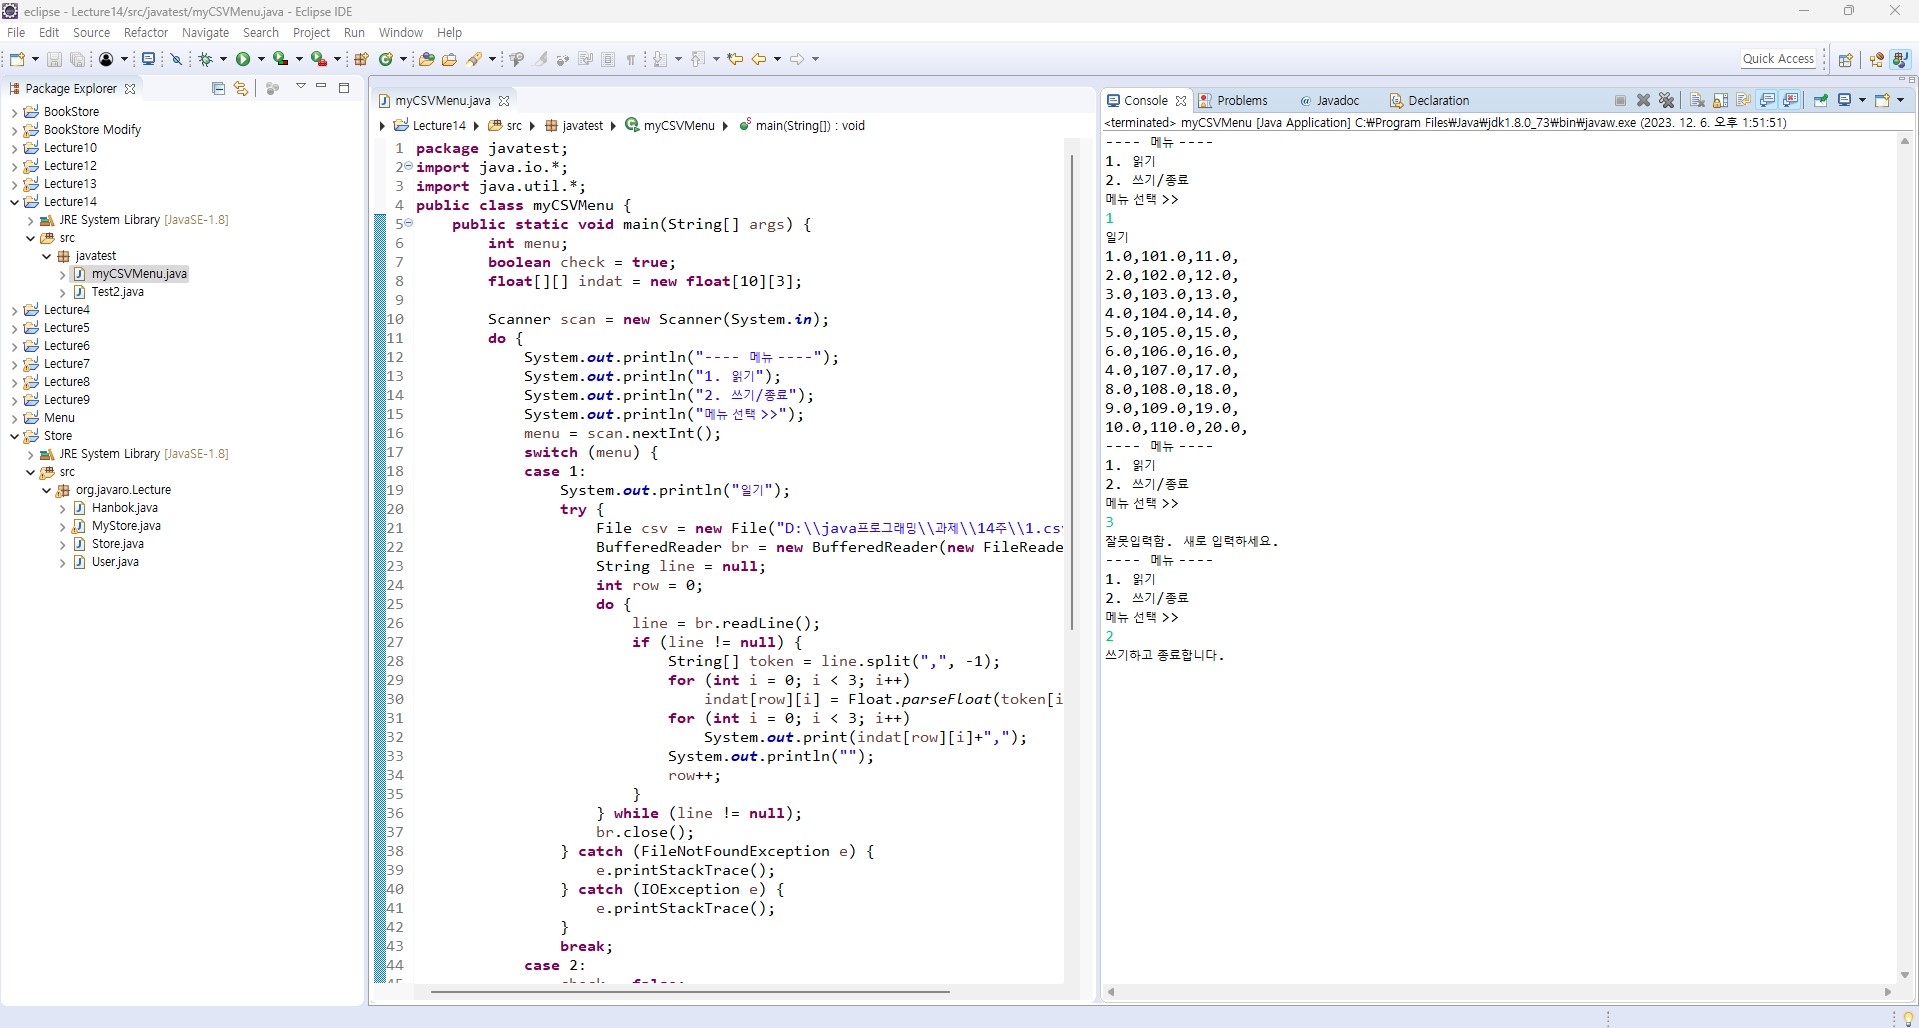 eclipse - Lecture14/src/javatest/myCSVMenu.java - Eclipse IDE
File Edit Source Refactor Navigate Search Project Run Window Help
Quick Access
Package Explorer
BookStore
BookStore Modify
Lecture10
Lecture12
Lecture13
Lecture14
JRE System Library [JavaSE-1.8]
src
javatest
myCSVMenu.java
Test2.java
Lecture4
Lecture5
Lecture6
Lecture7
Lecture8
Lecture9
Menu
Store
JRE System Library [JavaSE-1.8]
src
org.javaro.Lecture
Hanbok.java
MyStore.java
Store.java
User.java
myCSVMenu.java
Lecture14 src javatest myCSVMenu main(String[]) : void
1 package javatest;
2 import java.io.*;
3 import java.util.*;
4 public class myCSVMenu {
5 public static void main(String[] args) {
6 int menu;
7 boolean check = true;
8 float[][] indat = new float[10][3];
9
10 Scanner scan = new Scanner(System.in);
11 do {
12 System.out.println("---- 메뉴 ----");
13 System.out.println("1. 읽기");
14 System.out.println("2. 쓰기/종료");
15 System.out.println("메뉴 선택 >>");
16 menu = scan.nextInt();
17 switch (menu) {
18 case 1:
19 System.out.println("일기");
20 try {
21 File csv = new File("D:\\java프로그래밍\\과제\\14주\\1.csv
22 BufferedReader br = new BufferedReader(new FileReade
23 String line = null;
24 int row = 0;
25 do {
26 line = br.readLine();
27 if (line != null) {
28 String[] token = line.split(",", -1);
29 for (int i = 0; i < 3; i++)
30 indat[row][i] = Float.parseFloat(token[i
31 for (int i = 0; i < 3; i++)
32 System.out.print(indat[row][i]+",");
33 System.out.println("");
34 row++;
35 }
36 } while (line != null);
37 br.close();
38 } catch (FileNotFoundException e) {
39 e.printStackTrace();
40 } catch (IOException e) {
41 e.printStackTrace();
42 }
43 break;
44 case 2:
Console Problems @ Javadoc Declaration
<terminated> myCSVMenu [Java Application] C:₩Program Files₩Java₩jdk1.8.0_73₩bin₩javaw.exe (2023. 12. 6. 오후 1:51:51)
---- 메뉴 ----
1. 읽기
2. 쓰기/종료
메뉴 선택 >>
1
일기
1.0,101.0,11.0,
2.0,102.0,12.0,
3.0,103.0,13.0,
4.0,104.0,14.0,
5.0,105.0,15.0,
6.0,106.0,16.0,
4.0,107.0,17.0,
8.0,108.0,18.0,
9.0,109.0,19.0,
10.0,110.0,20.0,
---- 메뉴 ----
1. 읽기
2. 쓰기/종료
메뉴 선택 >>
3
잘못입력함. 새로 입력하세요.
---- 메뉴 ----
1. 읽기
2. 쓰기/종료
메뉴 선택 >>
2
쓰기하고 종료합니다.